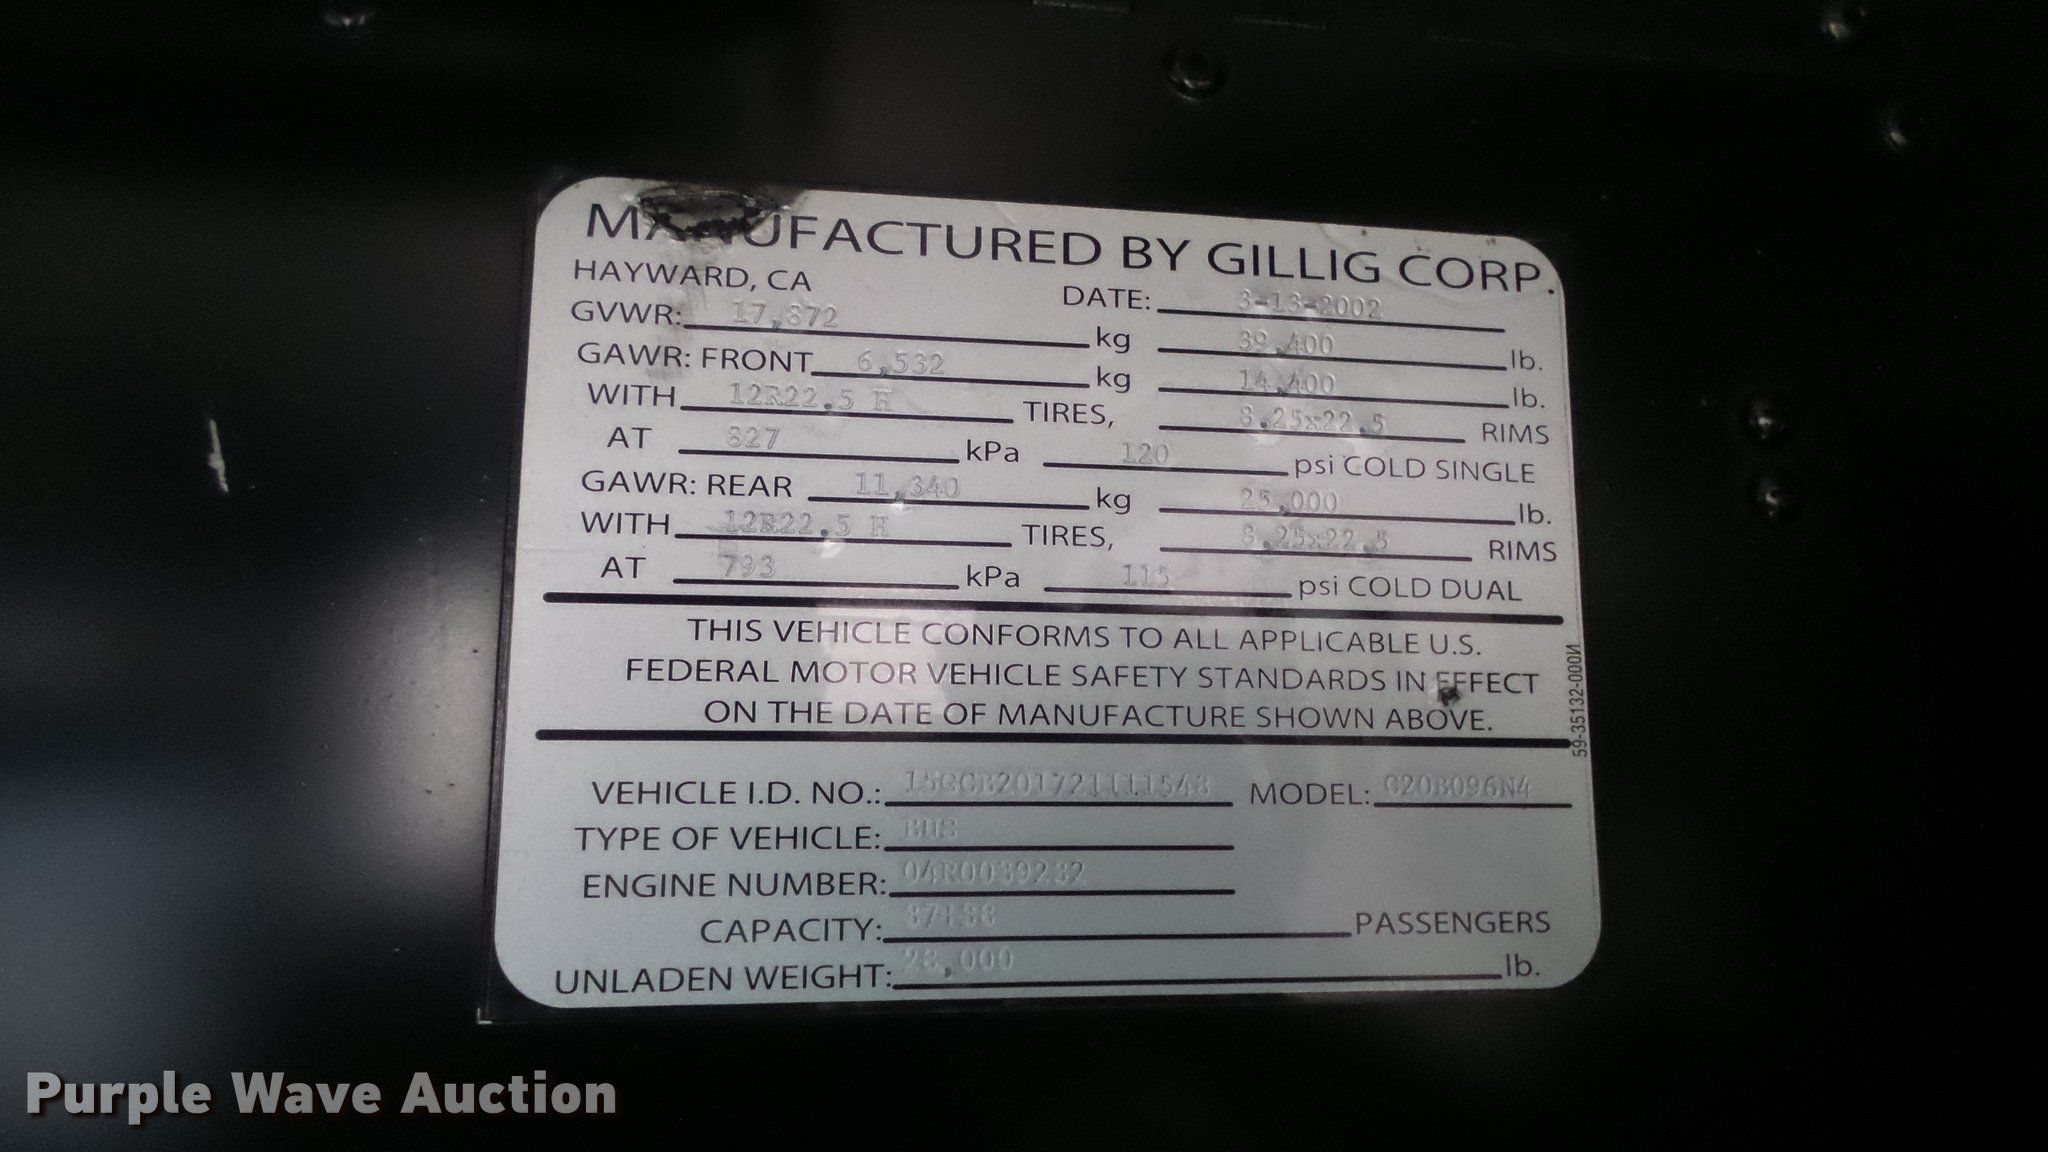 MANUFACTURED BY GILLIG CORP.
HAYWARD, CA DATE: 3-13-2002
GVWR: 17,872 kg 39,400 lb.
GAWR: FRONT 6,532 kg 14,400 lb.
WITH 12R22.5 H TIRES, 8.25x22.5 RIMS
AT 827 kPa 120 psi COLD SINGLE
GAWR: REAR 11,340 kg 25,000 lb.
WITH 12R22.5 H TIRES, 8.25x22.5 RIMS
AT 793 kPa 115 psi COLD DUAL
THIS VEHICLE CONFORMS TO ALL APPLICABLE U.S.
FEDERAL MOTOR VEHICLE SAFETY STANDARDS IN EFFECT
ON THE DATE OF MANUFACTURE SHOWN ABOVE.
59-35132-000N
VEHICLE I.D. NO.: 15GCB201721111548 MODEL: G20B096N4
TYPE OF VEHICLE: BUS
ENGINE NUMBER: 04R0039232
CAPACITY: PASSENGERS
UNLADEN WEIGHT: 28,000 lb.
Purple Wave Auction